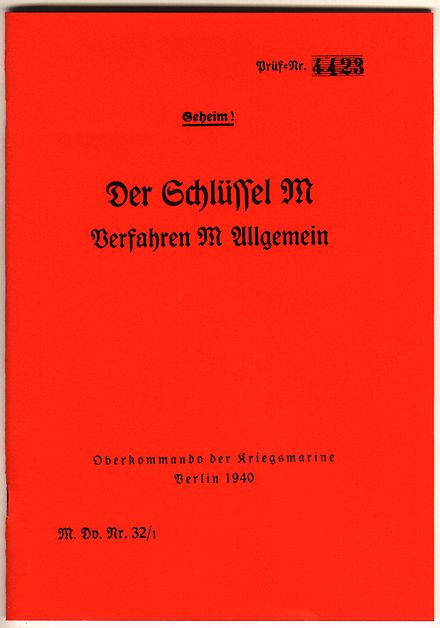 Prüf-Nr. 4423
Geheim!
Der Schlüssel M
Verfahren M Allgemein
Oberkommando der Kriegsmarine
Berlin 1940
M. Dv. Nr. 32/1